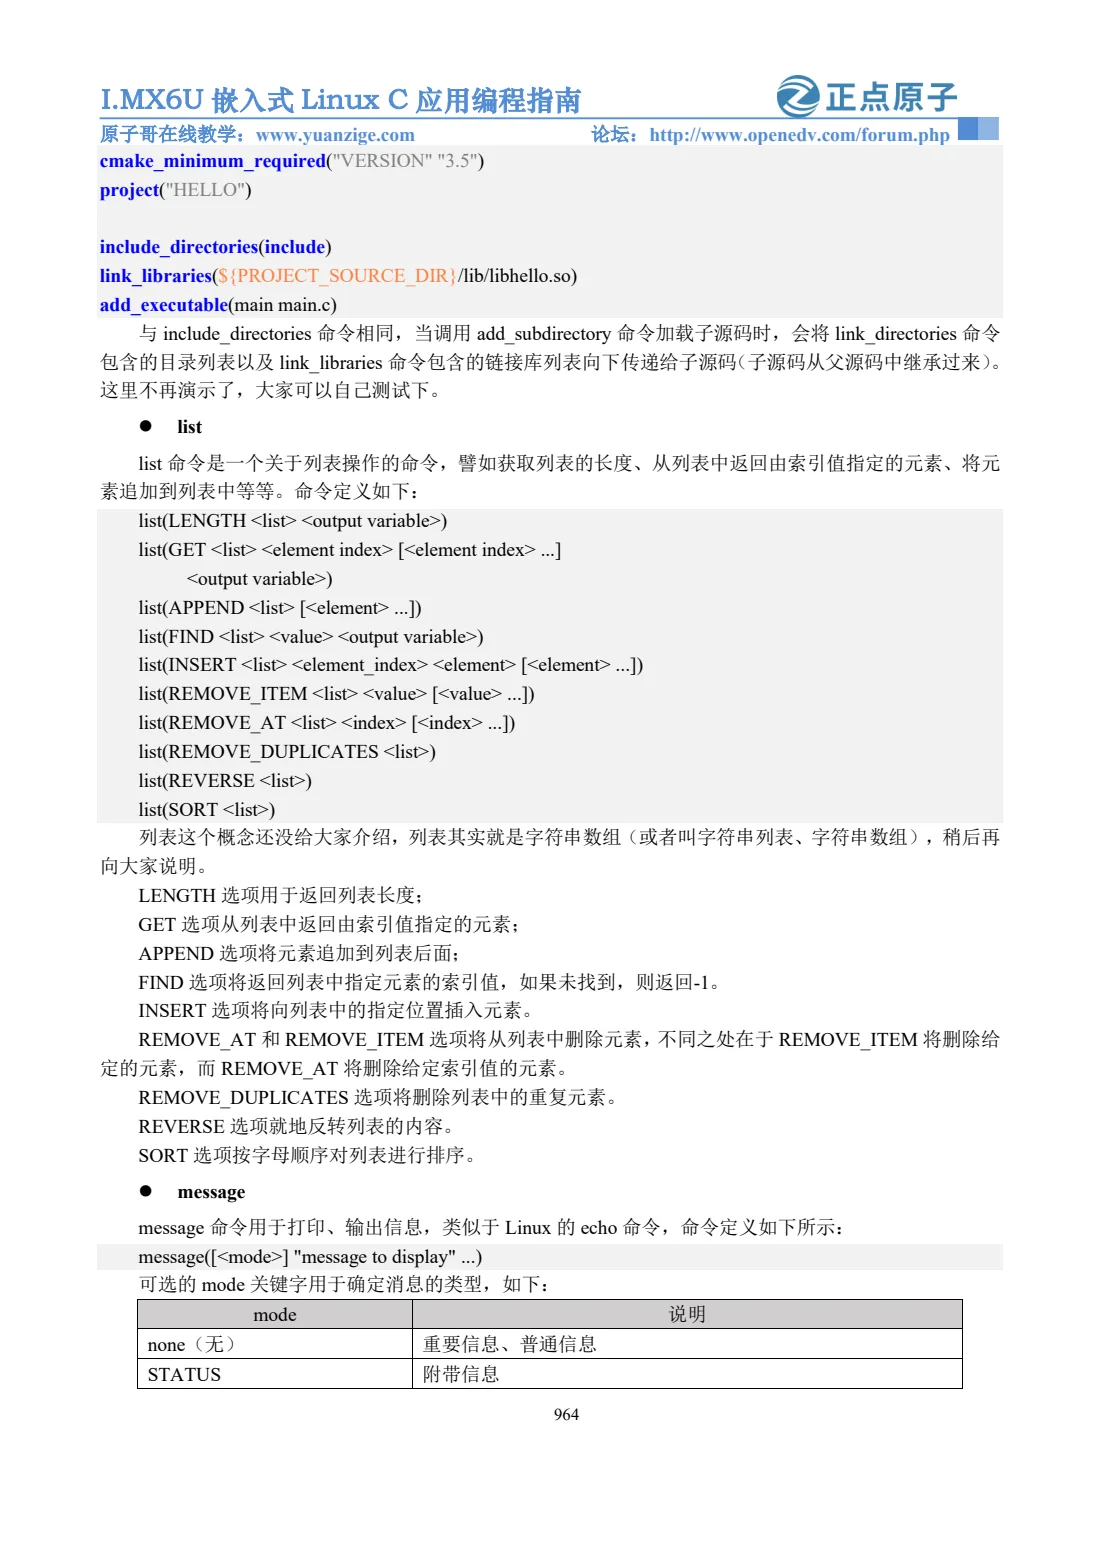 I.MX6U 嵌入式 Linux C 应用编程指南
正点原子
原子哥在线教学：www.yuanzige.com 论坛：http://www.openedv.com/forum.php
cmake_minimum_required("VERSION" "3.5")
project("HELLO")
include_directories(include)
link_libraries(${PROJECT_SOURCE_DIR}/lib/libhello.so)
add_executable(main main.c)
与 include_directories 命令相同，当调用 add_subdirectory 命令加载子源码时，会将 link_directories 命令
包含的目录列表以及 link_libraries 命令包含的链接库列表向下传递给子源码（子源码从父源码中继承过来）。
这里不再演示了，大家可以自己测试下。
● list
list 命令是一个关于列表操作的命令，譬如获取列表的长度、从列表中返回由索引值指定的元素、将元
素追加到列表中等等。命令定义如下：
list(LENGTH <list> <output variable>)
list(GET <list> <element index> [<element index> ...]
<output variable>)
list(APPEND <list> [<element> ...])
list(FIND <list> <value> <output variable>)
list(INSERT <list> <element_index> <element> [<element> ...])
list(REMOVE_ITEM <list> <value> [<value> ...])
list(REMOVE_AT <list> <index> [<index> ...])
list(REMOVE_DUPLICATES <list>)
list(REVERSE <list>)
list(SORT <list>)
列表这个概念还没给大家介绍，列表其实就是字符串数组（或者叫字符串列表、字符串数组），稍后再
向大家说明。
LENGTH 选项用于返回列表长度；
GET 选项从列表中返回由索引值指定的元素；
APPEND 选项将元素追加到列表后面；
FIND 选项将返回列表中指定元素的索引值，如果未找到，则返回-1。
INSERT 选项将向列表中的指定位置插入元素。
REMOVE_AT 和 REMOVE_ITEM 选项将从列表中删除元素，不同之处在于 REMOVE_ITEM 将删除给
定的元素，而 REMOVE_AT 将删除给定索引值的元素。
REMOVE_DUPLICATES 选项将删除列表中的重复元素。
REVERSE 选项就地反转列表的内容。
SORT 选项按字母顺序对列表进行排序。
● message
message 命令用于打印、输出信息，类似于 Linux 的 echo 命令，命令定义如下所示：
message([<mode>] "message to display" ...)
可选的 mode 关键字用于确定消息的类型，如下：
mode 说明
none（无） 重要信息、普通信息
STATUS 附带信息
964